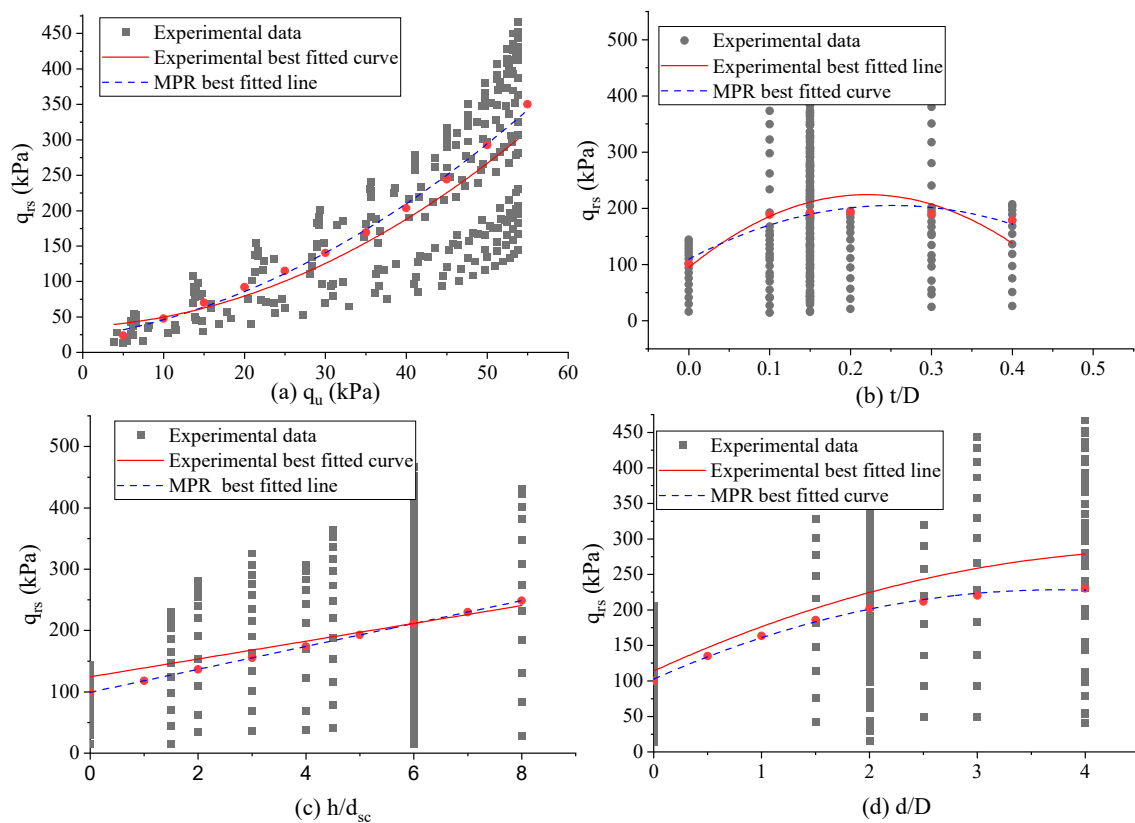 450
400
350
300
250
200
150
100
50
0
q_rs (kPa)
Experimental data
Experimental best fitted curve
MPR best fitted line
0 10 20 30 40 50 60
(a) q_u (kPa)
500
400
300
200
100
0
q_rs (kPa)
Experimental data
Experimental best fitted line
MPR best fitted curve
0.0 0.1 0.2 0.3 0.4 0.5
(b) t/D
500
400
300
200
100
0
q_rs (kPa)
Experimental data
Experimental best fitted curve
MPR best fitted line
0 2 4 6 8
(c) h/d_sc
450
400
350
300
250
200
150
100
50
0
q_rs (kPa)
Experimental data
Experimental best fitted line
MPR best fitted curve
0 1 2 3 4
(d) d/D